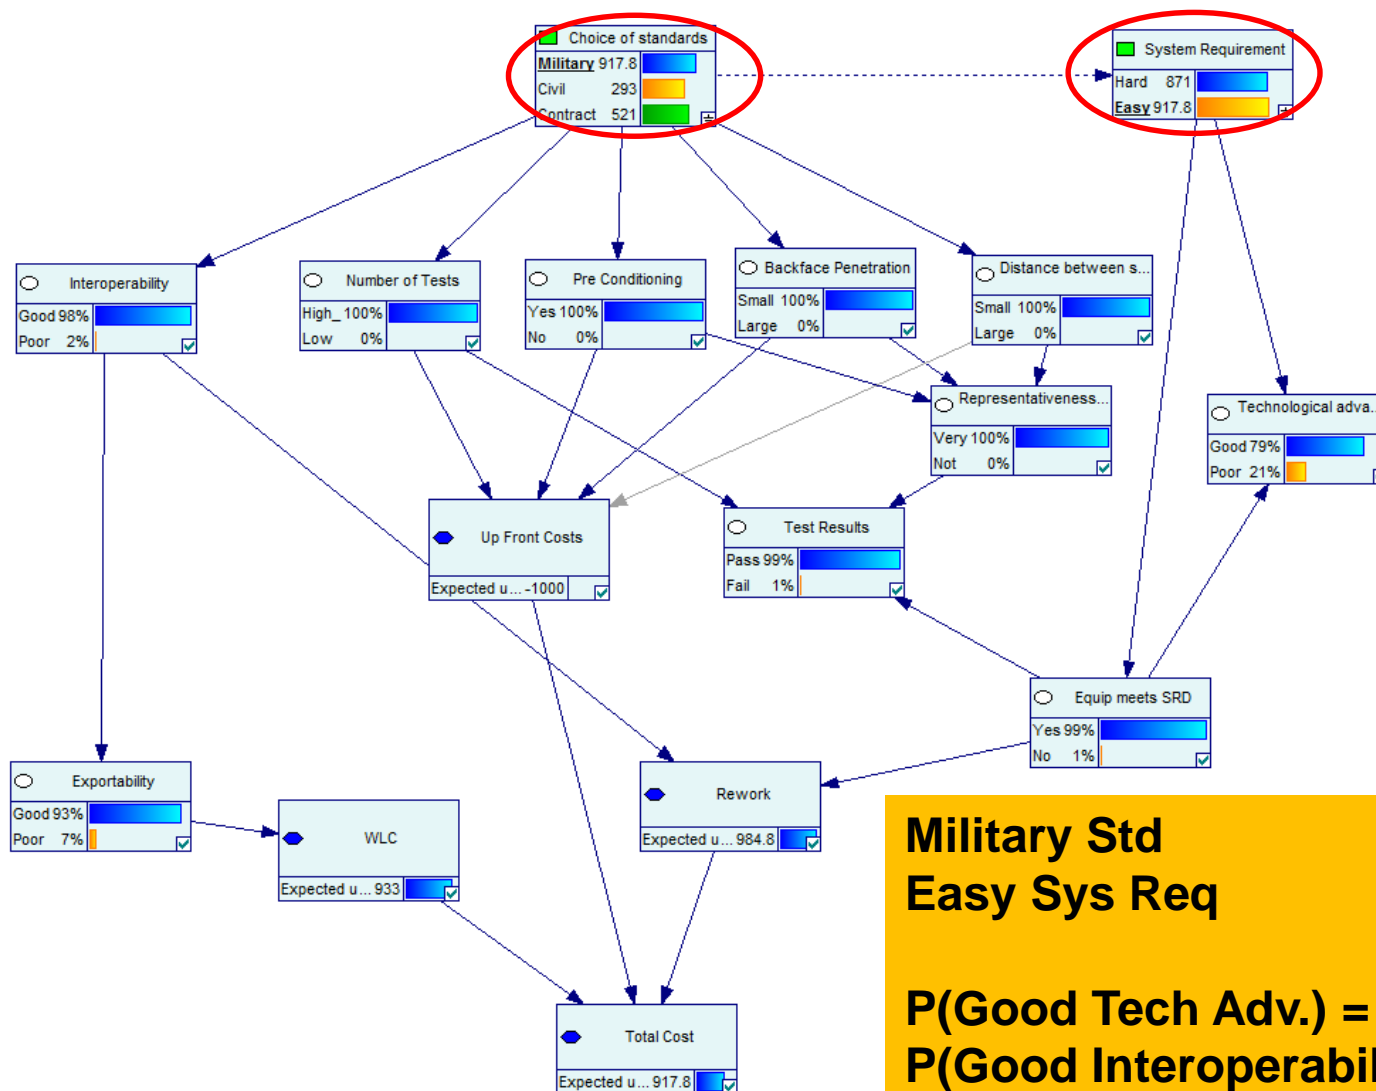 Choice of standards
Military 917.8
Civil 293
Contract 521
System Requirement
Hard 871
Easy 917.8
Interoperability
Good 98%
Poor 2%
Number of Tests
High_ 100%
Low 0%
Pre Conditioning
Yes 100%
No 0%
Backface Penetration
Small 100%
Large 0%
Distance between s...
Small 100%
Large 0%
Representativeness...
Very 100%
Not 0%
Technological adva...
Good 79%
Poor 21%
Up Front Costs
Expected u... -1000
Test Results
Pass 99%
Fail 1%
Equip meets SRD
Yes 99%
No 1%
Exportability
Good 93%
Poor 7%
WLC
Expected u... 933
Rework
Expected u... 984.8
Total Cost
Expected u... 917.8
Military Std
Easy Sys Req
P(Good Tech Adv.) =
P(Good Interoperabil